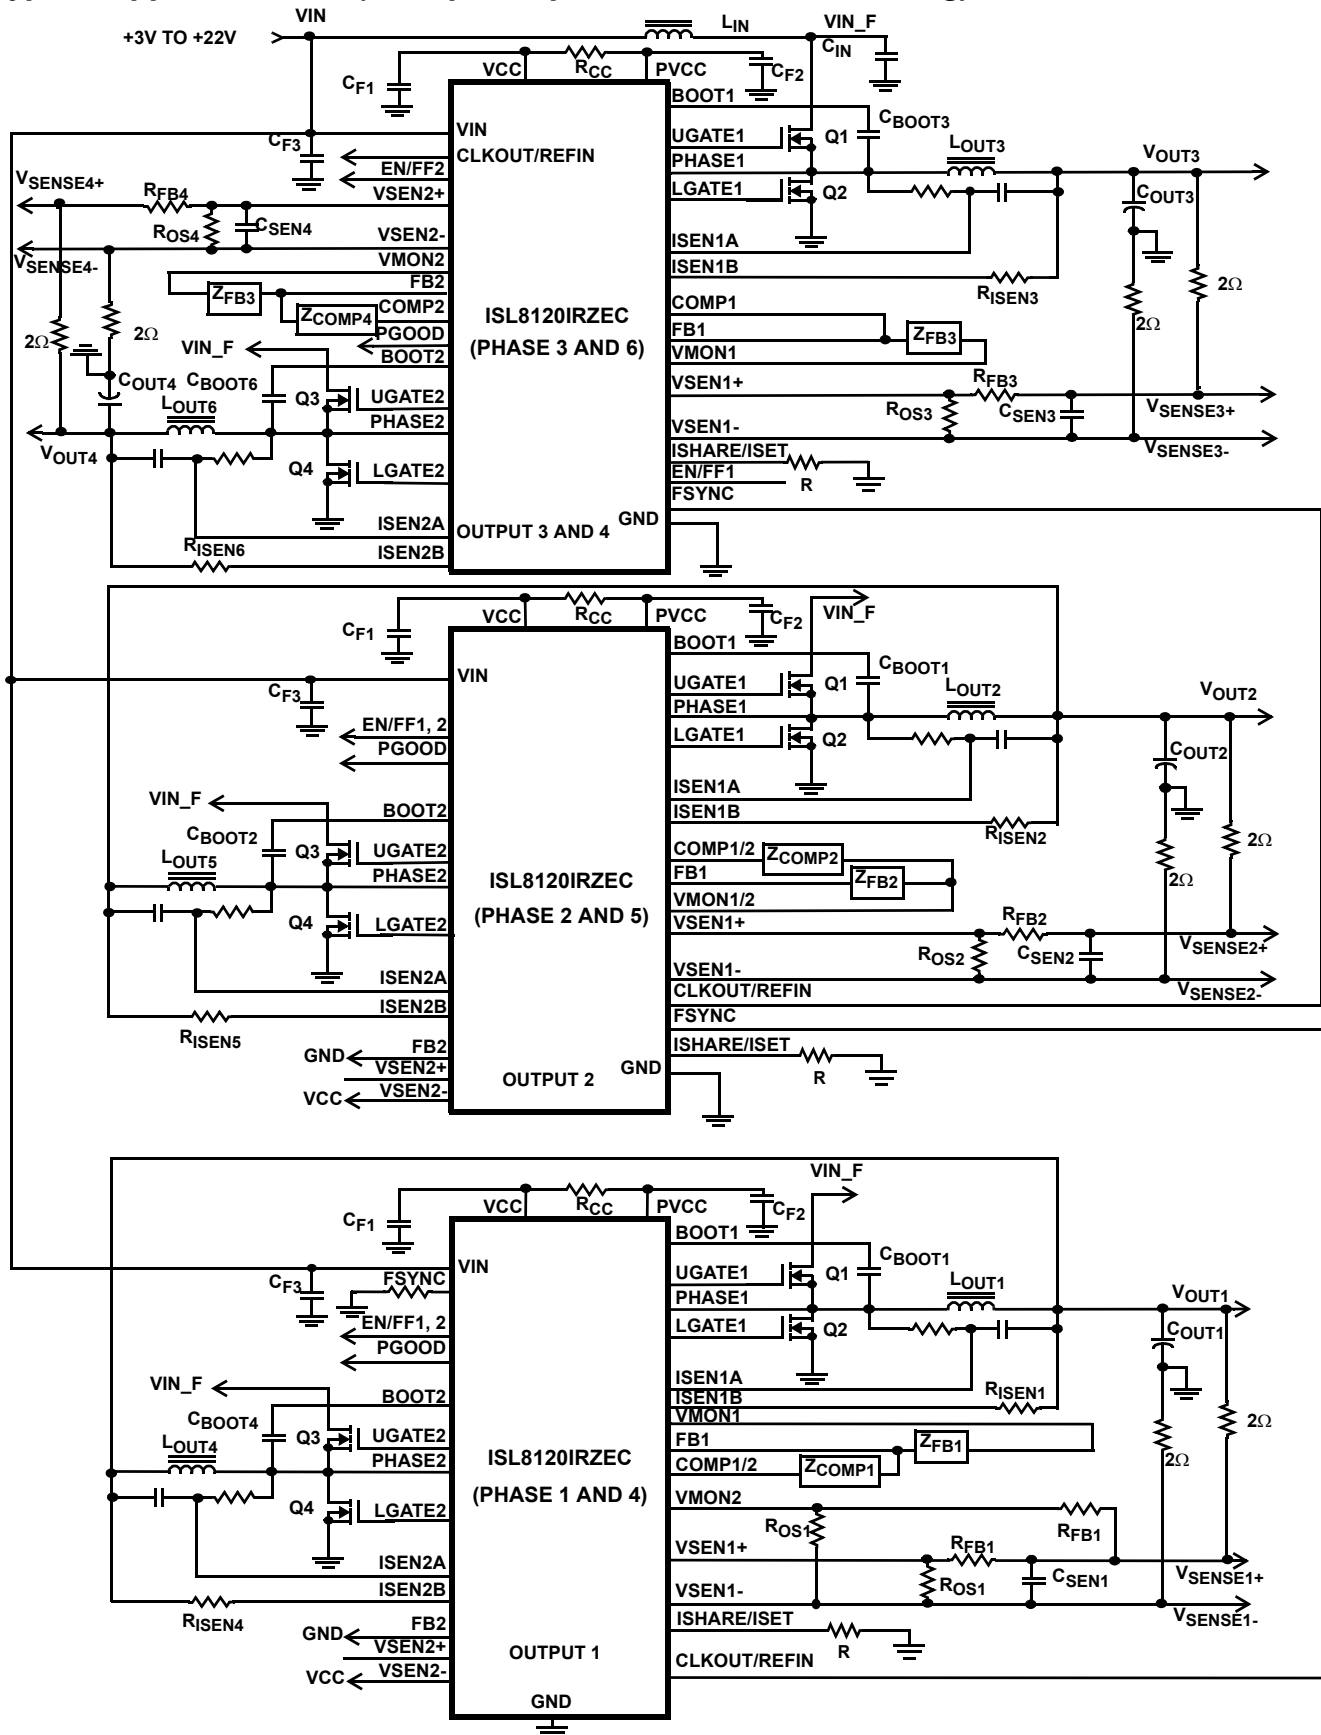 VIN
+3V TO +22V
LIN
VIN_F
CIN
CF1
VCC
RCC
PVCC
CF2
BOOT1
CBOOT3
VIN
CF3
CLKOUT/REFIN
UGATE1
Q1
LOUT3
VOUT3
EN/FF2
PHASE1
VSENSE4+
RFB4
VSEN2+
LGATE1
Q2
COUT3
ROS4
CSEN4
VSEN2-
ISEN1A
VSENSE4-
VMON2
ISEN1B
RISEN3
2Ω
FB2
ZFB3
COMP2
ZCOMP4
COMP1
2Ω
ISL8120IRZEC
(PHASE 3 AND 6)
2Ω
2Ω
PGOOD
FB1
ZFB3
VIN_F
BOOT2
VMON1
COUT4
CBOOT6
VSEN1+
RFB3
LOUT6
Q3
UGATE2
ROS3
CSEN3
VSENSE3+
PHASE2
VSEN1-
VOUT4
VSENSE3-
ISHARE/ISET
Q4
LGATE2
EN/FF1
R
FSYNC
ISEN2A
OUTPUT 3 AND 4
GND
RISEN6
ISEN2B
CF1
VCC
RCC
PVCC
CF2
VIN_F
BOOT1
CBOOT1
VIN
CF3
UGATE1
Q1
LOUT2
VOUT2
PHASE1
EN/FF1, 2
LGATE1
Q2
PGOOD
COUT2
ISEN1A
VIN_F
BOOT2
ISEN1B
RISEN2
CBOOT2
2Ω
LOUT5
Q3
UGATE2
COMP1/2
ZCOMP2
PHASE2
ISL8120IRZEC
(PHASE 2 AND 5)
FB1
ZFB2
2Ω
VMON1/2
Q4
LGATE2
VSEN1+
RFB2
ROS2
CSEN2
VSENSE2+
ISEN2A
VSEN1-
CLKOUT/REFIN
VSENSE2-
ISEN2B
FSYNC
RISEN5
GND
FB2
ISHARE/ISET
VSEN2+
GND
R
OUTPUT 2
VCC
VSEN2-
VIN_F
CF1
VCC
RCC
PVCC
CF2
BOOT1
CBOOT1
VIN
CF3
FSYNC
UGATE1
Q1
LOUT1
VOUT1
PHASE1
EN/FF1, 2
LGATE1
Q2
COUT1
PGOOD
ISEN1A
VIN_F
BOOT2
ISEN1B
RISEN1
VMON1
CBOOT4
2Ω
LOUT4
Q3
UGATE2
FB1
ZFB1
PHASE2
ISL8120IRZEC
(PHASE 1 AND 4)
COMP1/2
ZCOMP1
2Ω
VMON2
Q4
LGATE2
ROS1
RFB1
VSEN1+
RFB1
ISEN2A
VSENSE1+
ISEN2B
VSEN1-
ROS1
CSEN1
RISEN4
VSENSE1-
ISHARE/ISET
FB2
GND
VSEN2+
R
OUTPUT 1
CLKOUT/REFIN
VCC
VSEN2-
GND